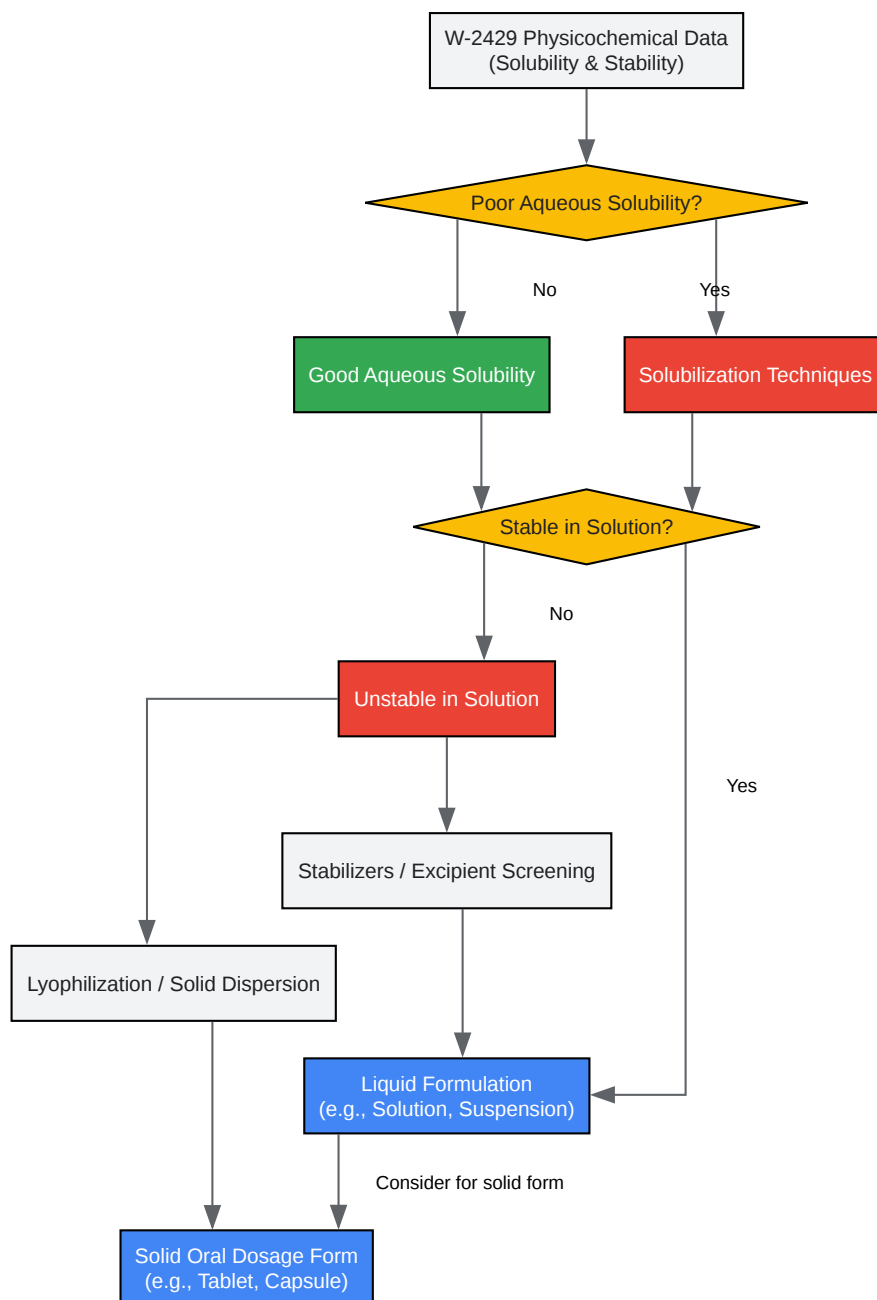 W-2429 Physicochemical Data
(Solubility & Stability)
Poor Aqueous Solubility?
No
Yes
Good Aqueous Solubility
Solubilization Techniques
Stable in Solution?
No
Unstable in Solution
Yes
Stabilizers / Excipient Screening
Lyophilization / Solid Dispersion
Liquid Formulation
(e.g., Solution, Suspension)
Consider for solid form
Solid Oral Dosage Form
(e.g., Tablet, Capsule)